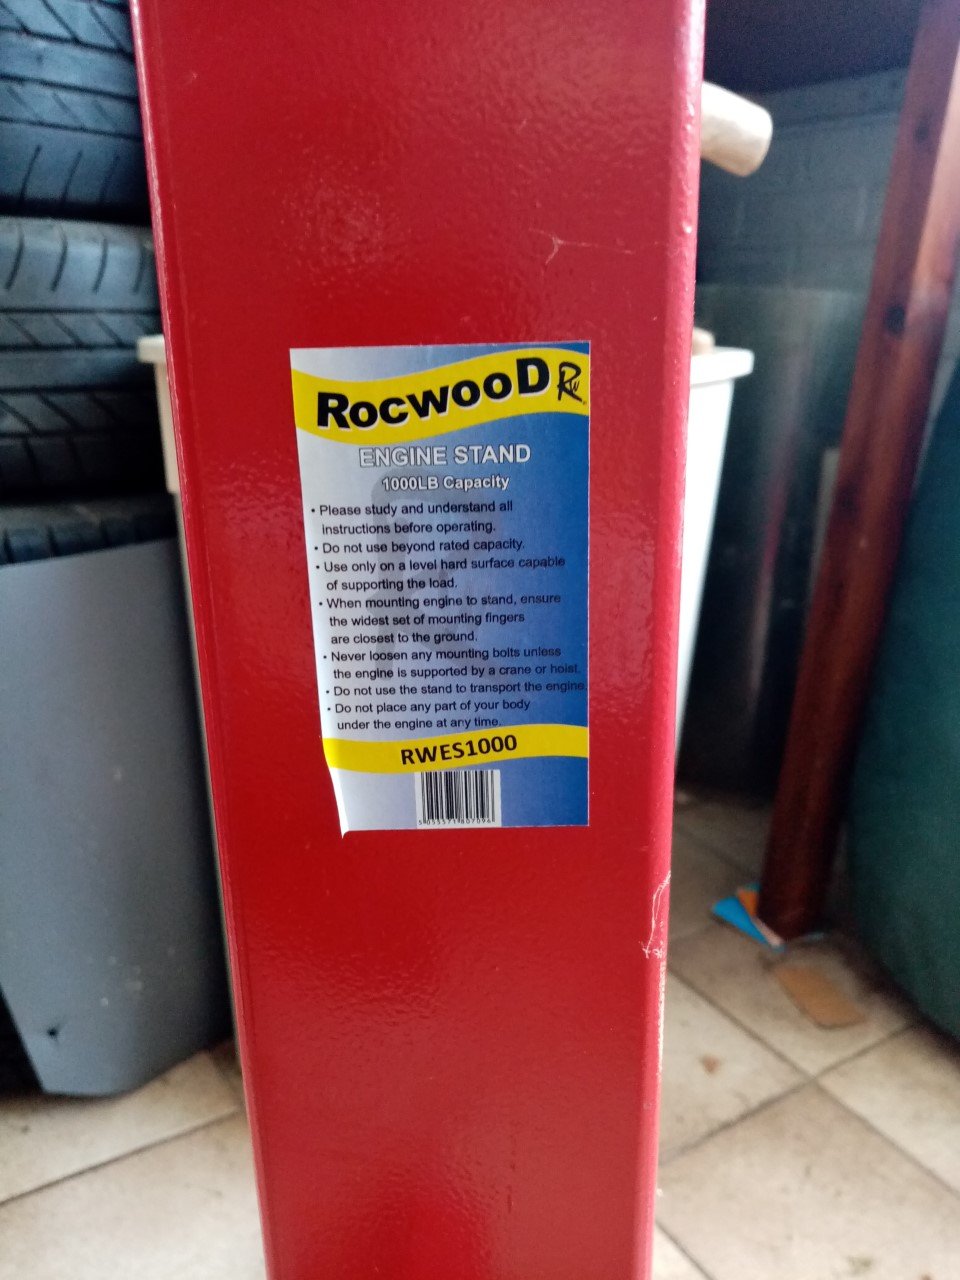 RocwooD RW
ENGINE STAND
1000LB Capacity
• Please study and understand all
instructions before operating.
• Do not use beyond rated capacity.
• Use only on a level hard surface capable
of supporting the load.
• When mounting engine to stand, ensure
the widest set of mounting fingers
are closest to the ground.
• Never loosen any mounting bolts unless
the engine is supported by a crane or hoist.
• Do not use the stand to transport the engine.
• Do not place any part of your body
under the engine at any time.
RWES1000